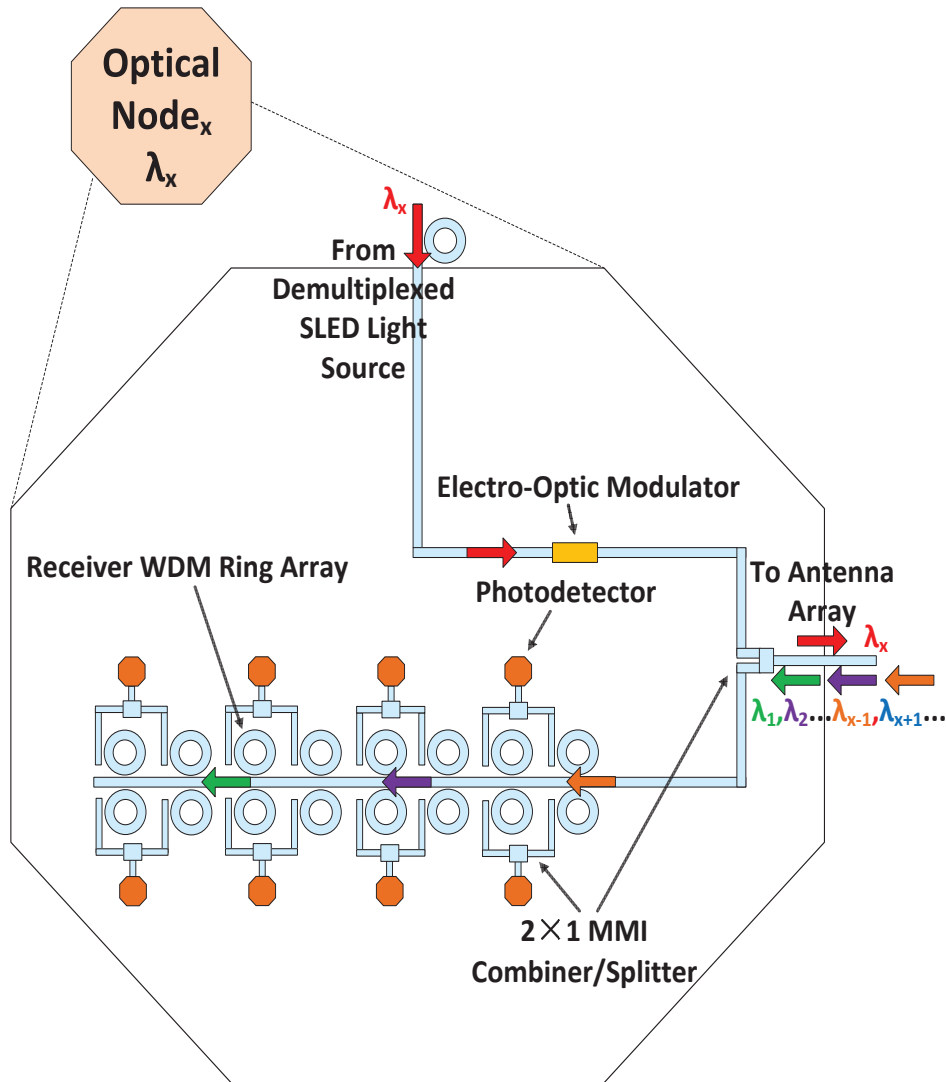 Optical
Nodeₓ
λₓ
λₓ
From
Demultiplexed
SLED Light
Source
Electro-Optic Modulator
Receiver WDM Ring Array
Photodetector
To Antenna
Array
λₓ
λ₁,λ₂...λₓ₋₁,λₓ₊₁...
2×1 MMI
Combiner/Splitter